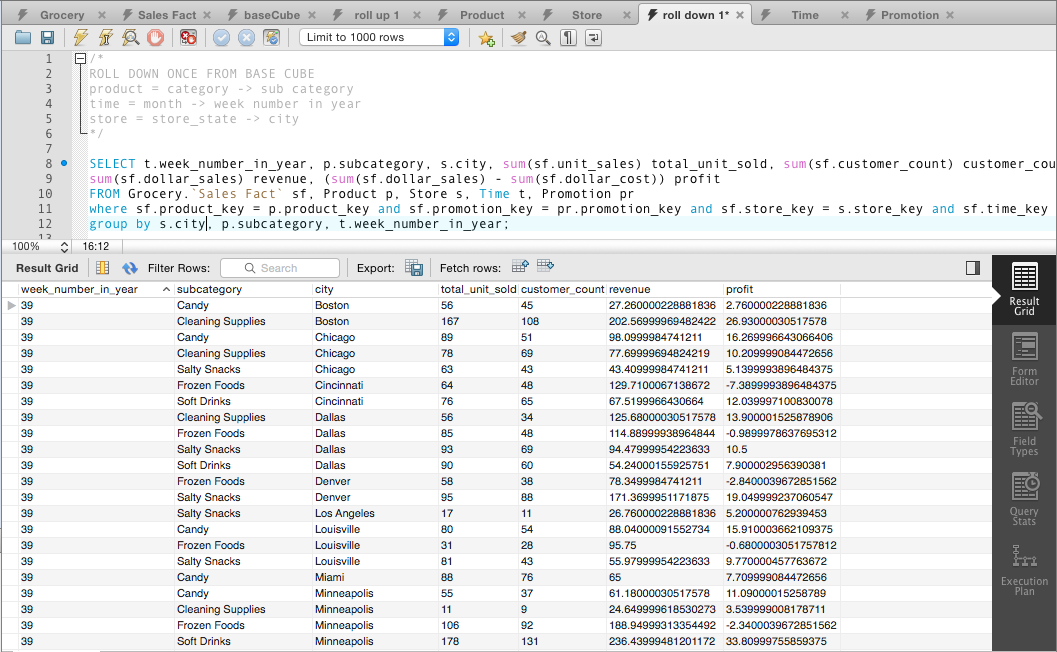 Grocery × Sales Fact × baseCube × roll up 1 × Product × Store × roll down 1* × Time × Promotion ×
Limit to 1000 rows
1 /*
2 ROLL DOWN ONCE FROM BASE CUBE
3 product = category -> sub category
4 time = month -> week number in year
5 store = store_state -> city
6 */
7
8 SELECT t.week_number_in_year, p.subcategory, s.city, sum(sf.unit_sales) total_unit_sold, sum(sf.customer_count) customer_cou
9 sum(sf.dollar_sales) revenue, (sum(sf.dollar_sales) - sum(sf.dollar_cost)) profit
10 FROM Grocery.`Sales Fact` sf, Product p, Store s, Time t, Promotion pr
11 where sf.product_key = p.product_key and sf.promotion_key = pr.promotion_key and sf.store_key = s.store_key and sf.time_key
12 group by s.city, p.subcategory, t.week_number_in_year;
13
100% 16:12
Result Grid Filter Rows: Search Export: Fetch rows:
week_number_in_year subcategory city total_unit_sold customer_count revenue profit
39 Candy Boston 56 45 27.260000228881836 2.760000228881836
39 Cleaning Supplies Boston 167 108 202.56999969482422 26.93000030517578
39 Candy Chicago 89 51 98.0999984741211 16.269996643066406
39 Cleaning Supplies Chicago 78 69 77.69999694824219 10.209999084472656
39 Salty Snacks Chicago 63 43 43.40999984741211 5.1399993896484375
39 Frozen Foods Cincinnati 64 48 129.7100067138672 -7.3899993896484375
39 Soft Drinks Cincinnati 76 65 67.5199966430664 12.039997100830078
39 Cleaning Supplies Dallas 56 34 125.68000030517578 13.900001525878906
39 Frozen Foods Dallas 85 48 114.88999938964844 -0.9899978637695312
39 Salty Snacks Dallas 93 69 94.47999954223633 10.5
39 Soft Drinks Dallas 90 60 54.24000155925751 7.900002956390381
39 Frozen Foods Denver 58 38 78.3499984741211 -2.8400039672851562
39 Salty Snacks Denver 95 88 171.3699951171875 19.049999237060547
39 Salty Snacks Los Angeles 17 11 26.760000228881836 5.200000762939453
39 Candy Louisville 80 54 88.04000091552734 15.910003662109375
39 Frozen Foods Louisville 31 28 95.75 -0.6800003051757812
39 Salty Snacks Louisville 81 43 55.97999954223633 9.770000457763672
39 Candy Miami 88 76 65 7.709999084472656
39 Candy Minneapolis 55 37 61.18000030517578 11.09000015258789
39 Cleaning Supplies Minneapolis 11 9 24.649999618530273 3.539999008178711
39 Frozen Foods Minneapolis 106 92 188.94999313354492 -2.3400039672851562
39 Soft Drinks Minneapolis 178 131 236.43999481201172 33.80999755859375
Result
Grid
Form
Editor
Field
Types
Query
Stats
Execution
Plan